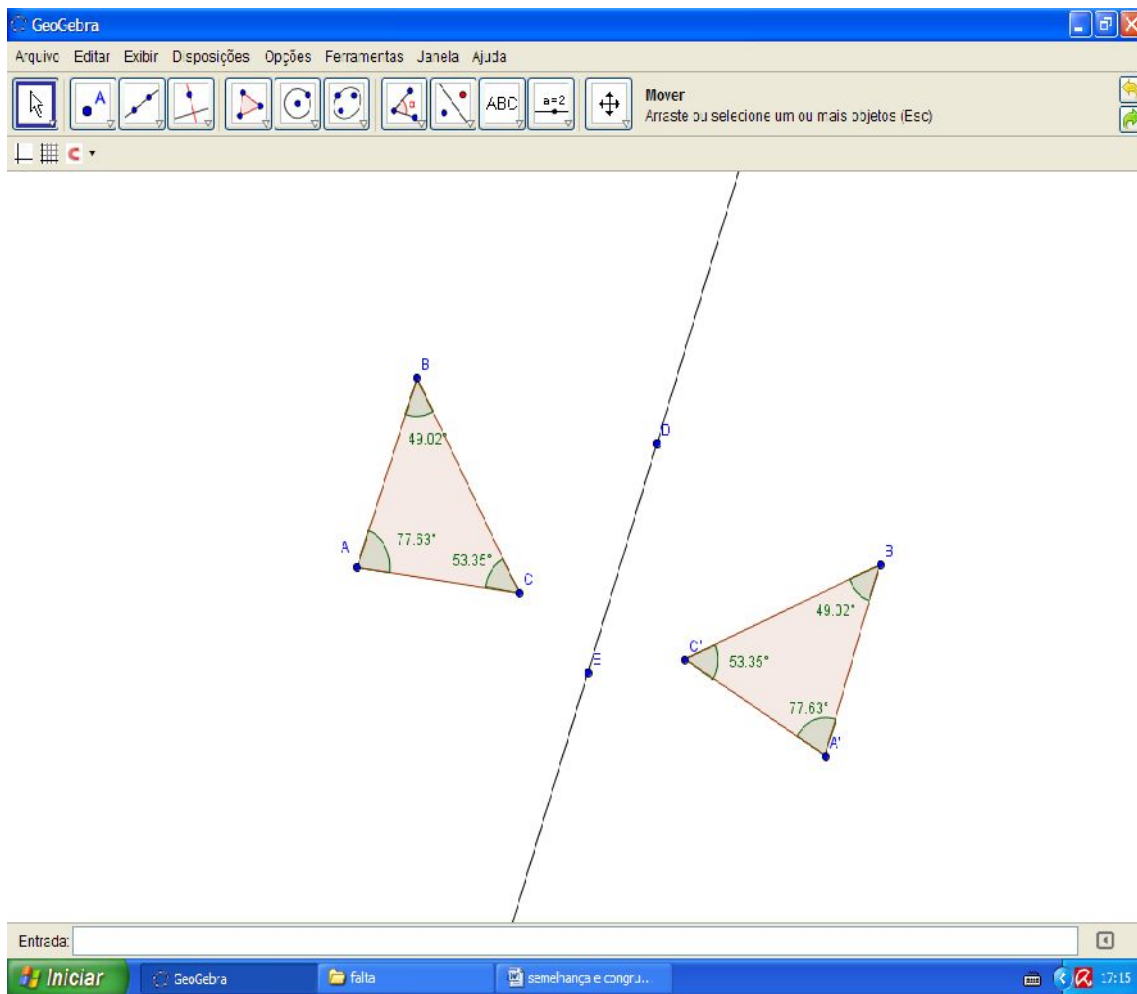 GeoGebra
Arquivo Editar Exibir Disposições Opções Ferramentas Janela Ajuda
A ABC a=2
Mover
Arraste ou selecione um ou mais objetos (Esc)
B
49.02°
D
A 77.63° 53.35° C
B
49.02°
C' 53.35°
E
77.63°
A'
Entrada:
Iniciar GeoGebra falta semelhança e congru... 17:15